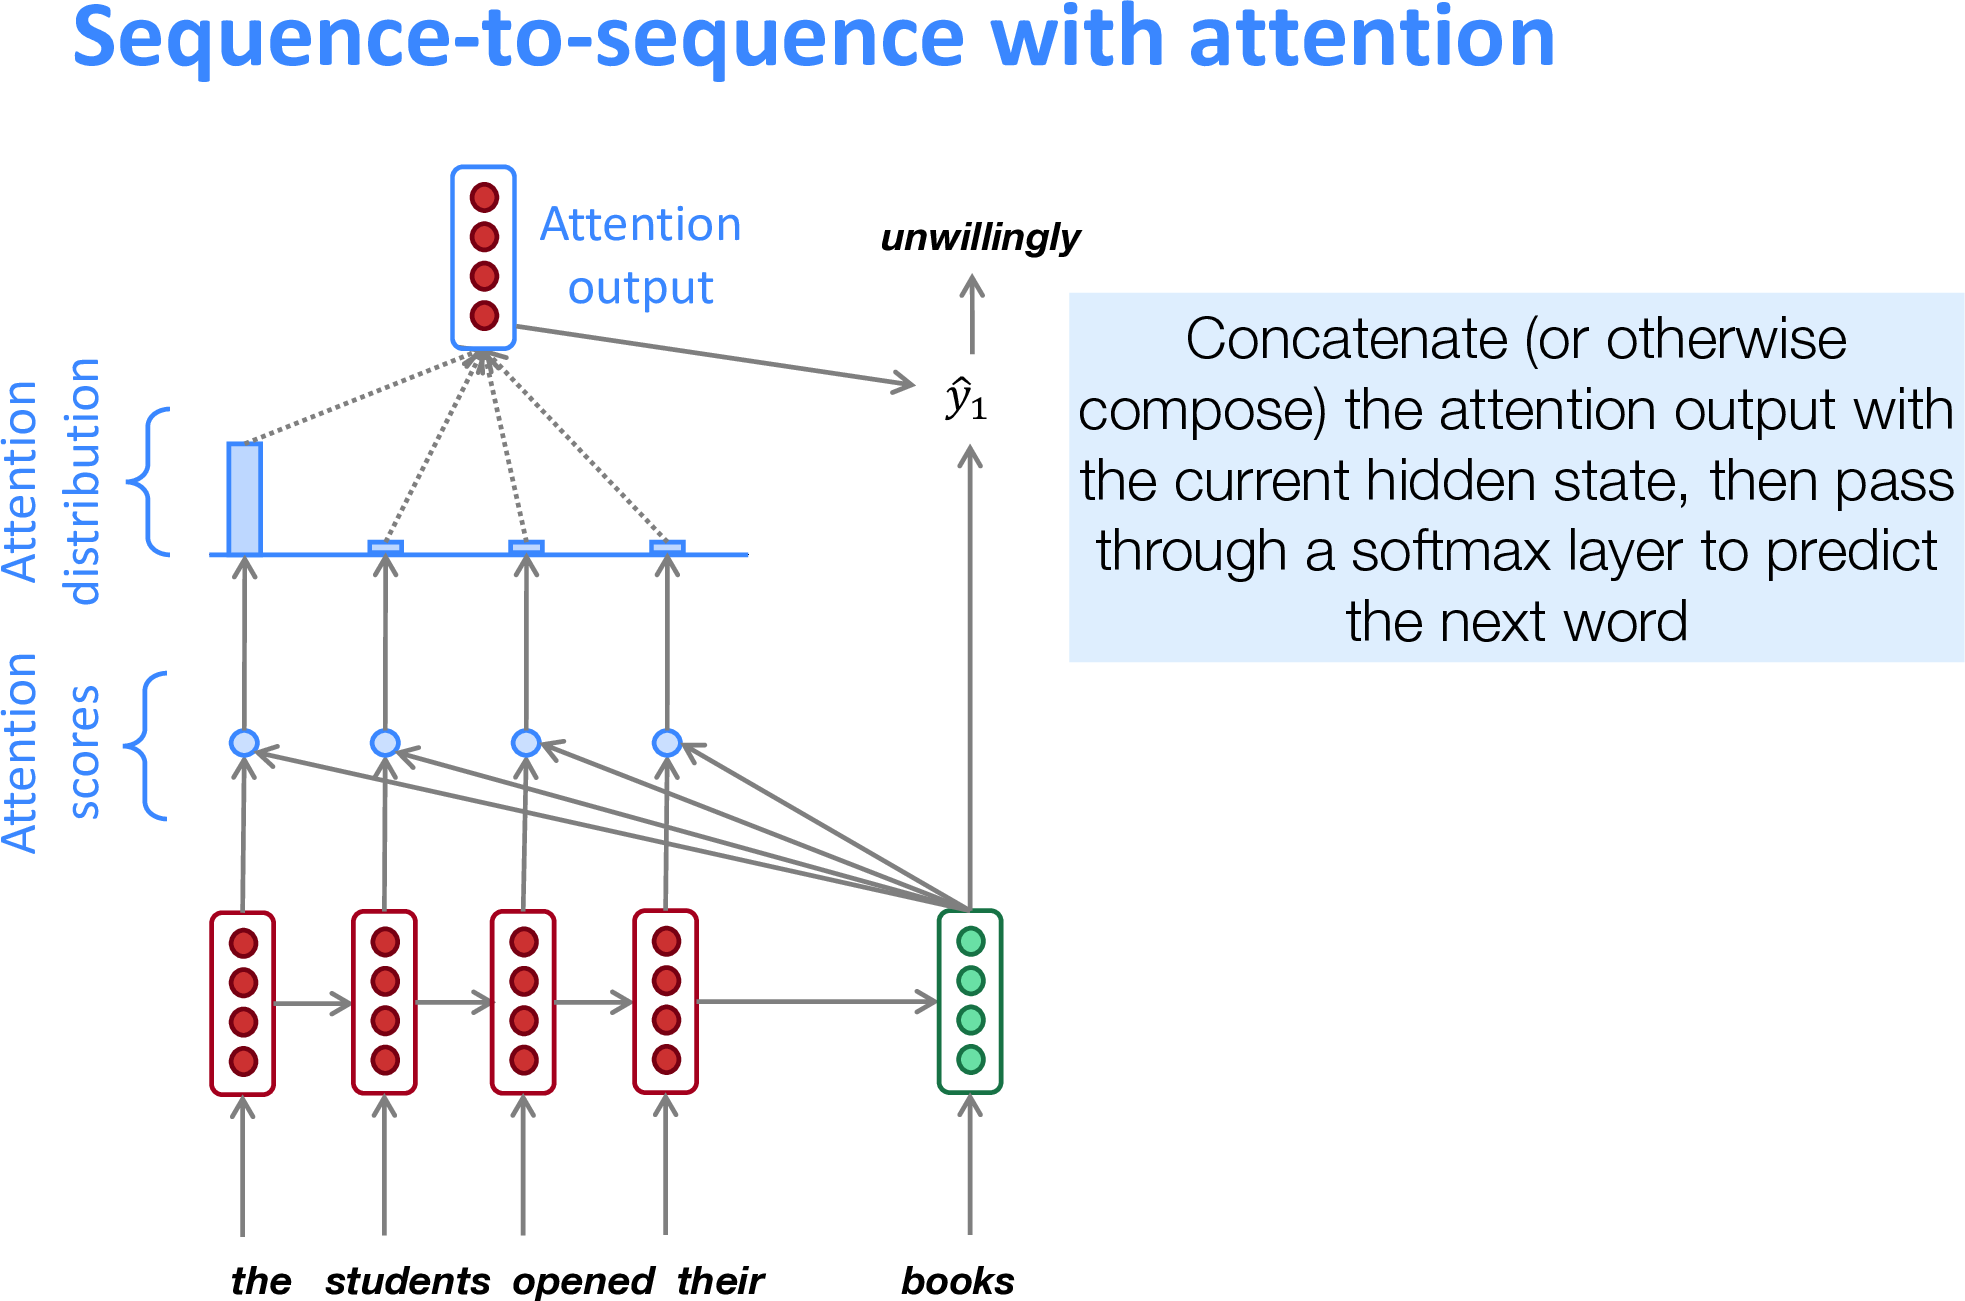 Sequence-to-sequence with attention
Attention
output
unwillingly
ŷ₁
Concatenate (or otherwise
compose) the attention output with
the current hidden state, then pass
through a softmax layer to predict
the next word
Attention
distribution
Attention
scores
the students opened their books